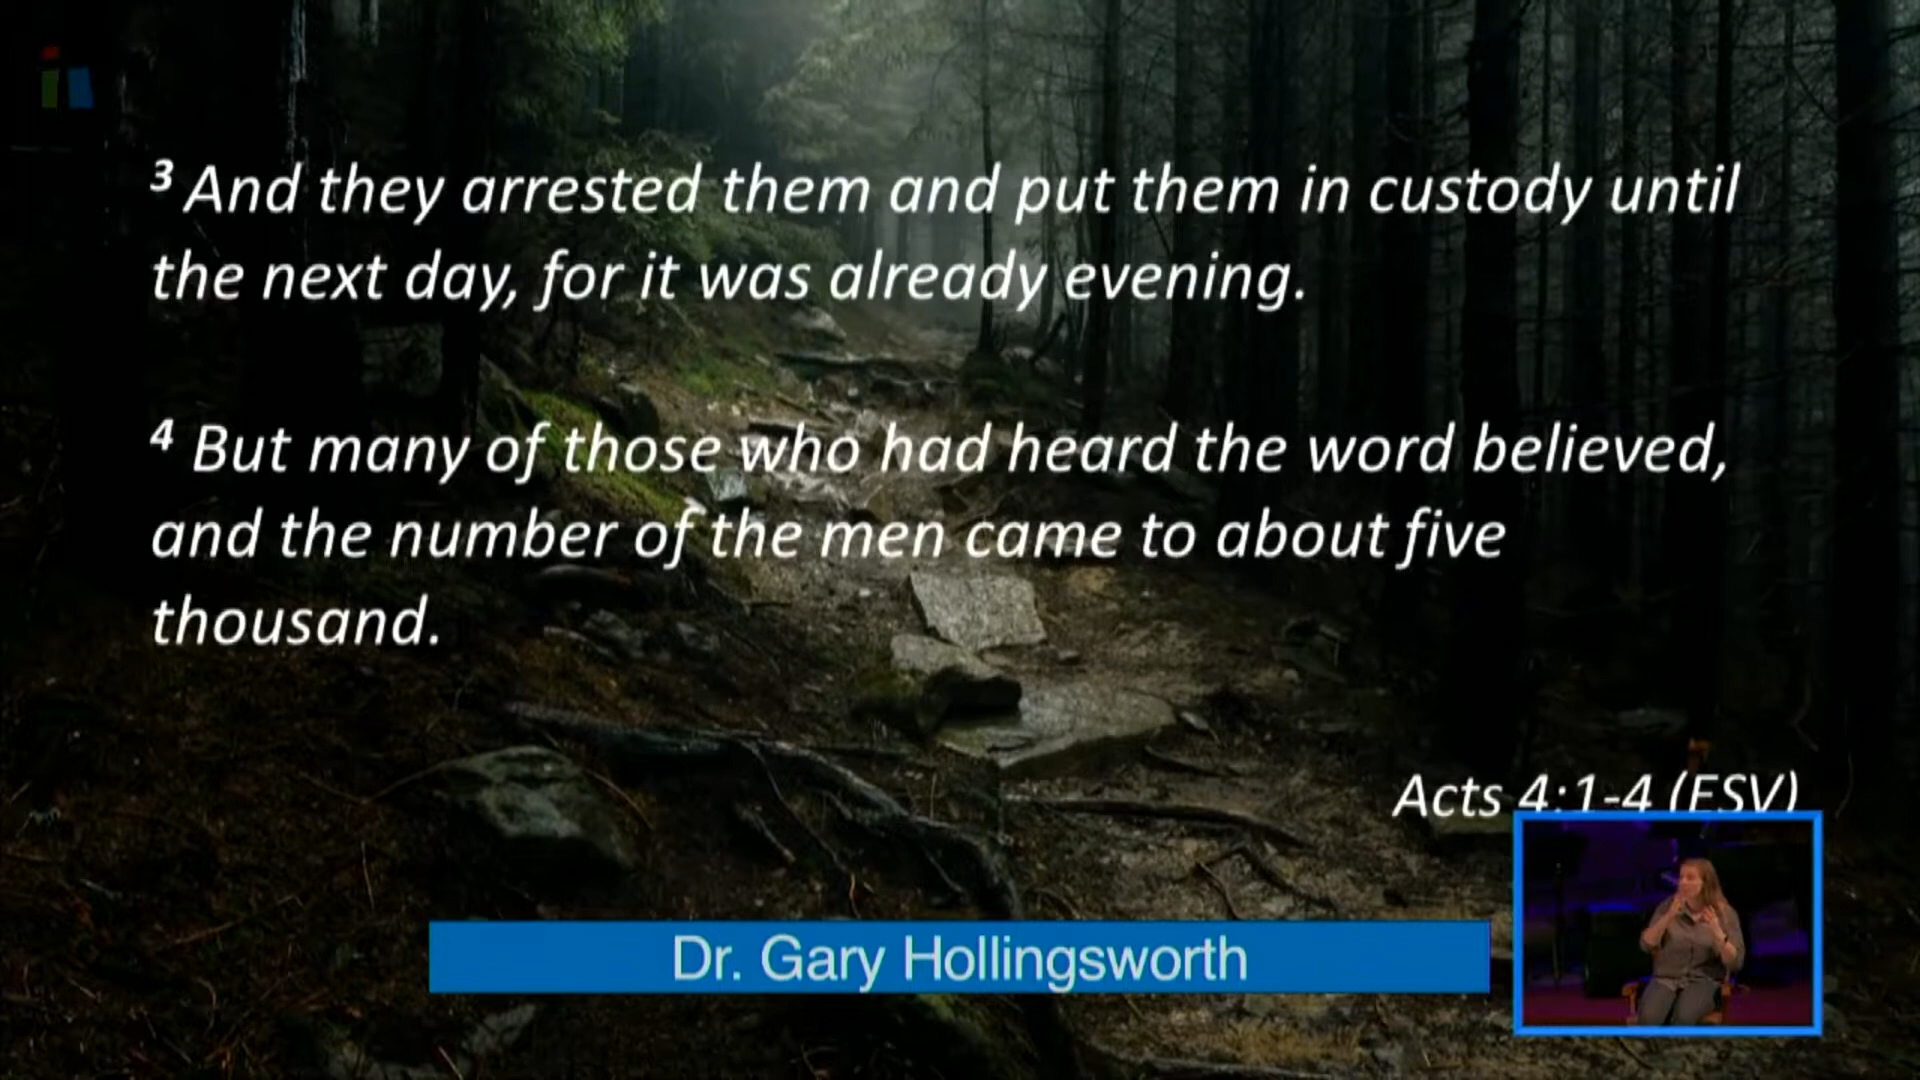 3 And they arrested them and put them in custody until
the next day, for it was already evening.
4 But many of those who had heard the word believed,
and the number of the men came to about five
thousand.
Acts 4:1-4 (ESV)
Dr. Gary Hollingsworth